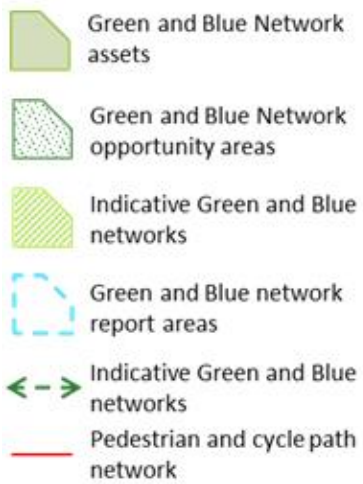 Green and Blue Network
assets
Green and Blue Network
opportunity areas
Indicative Green and Blue
networks
Green and Blue network
report areas
Indicative Green and Blue
networks
Pedestrian and cycle path
network